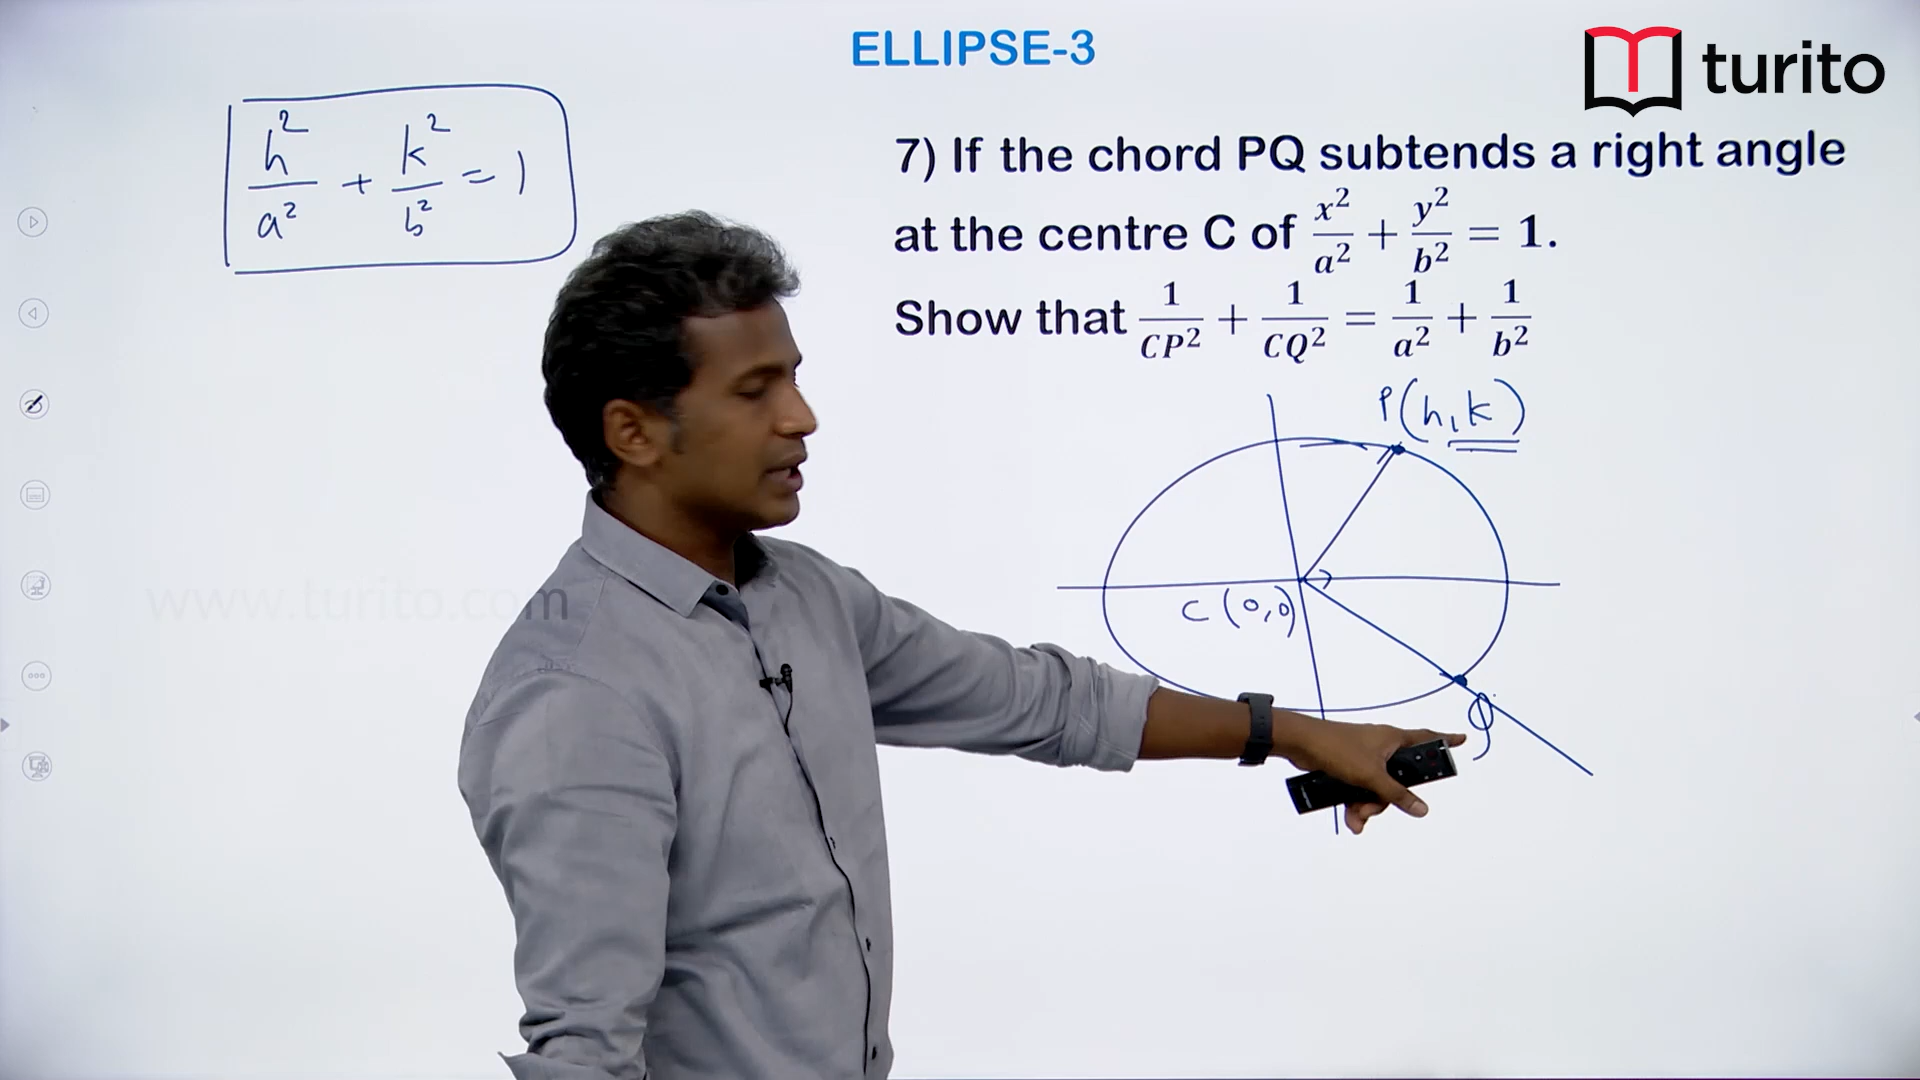 ELLIPSE-3
turito
h²/a² + k²/b² = 1
7) If the chord PQ subtends a right angle
at the centre C of x²/a² + y²/b² = 1.
Show that 1/CP² + 1/CQ² = 1/a² + 1/b²
P(h,k)
C(0,0)
Q
www.turito.com